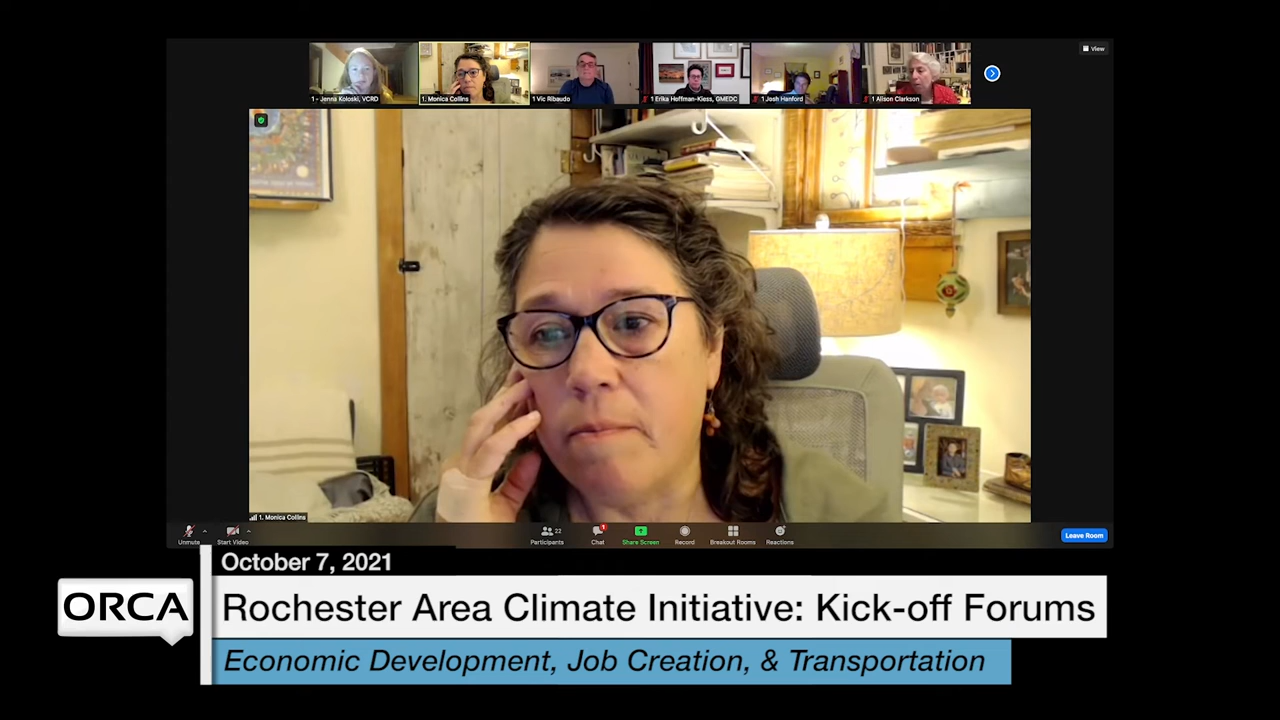 View
1 - Jenna Koloski, VCRD
1. Monica Collins
1 Vic Ribaudo
1 Erika Hoffman-Kiess, GMEDC
1 Josh Hanford
1 Alison Clarkson
1. Monica Collins
Unmute
Start Video
22
Participants
1
Chat
Share Screen
Record
Breakout Rooms
Reactions
Leave Room
October 7, 2021
ORCA
Rochester Area Climate Initiative: Kick-off Forums
Economic Development, Job Creation, & Transportation